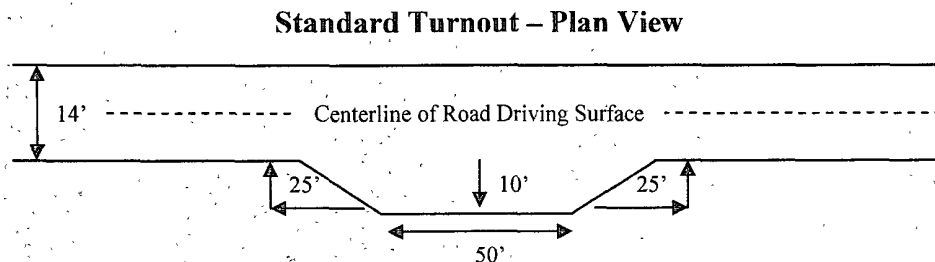 Standard Turnout – Plan View
14’
Centerline of Road Driving Surface
25’
10’
25’
50’